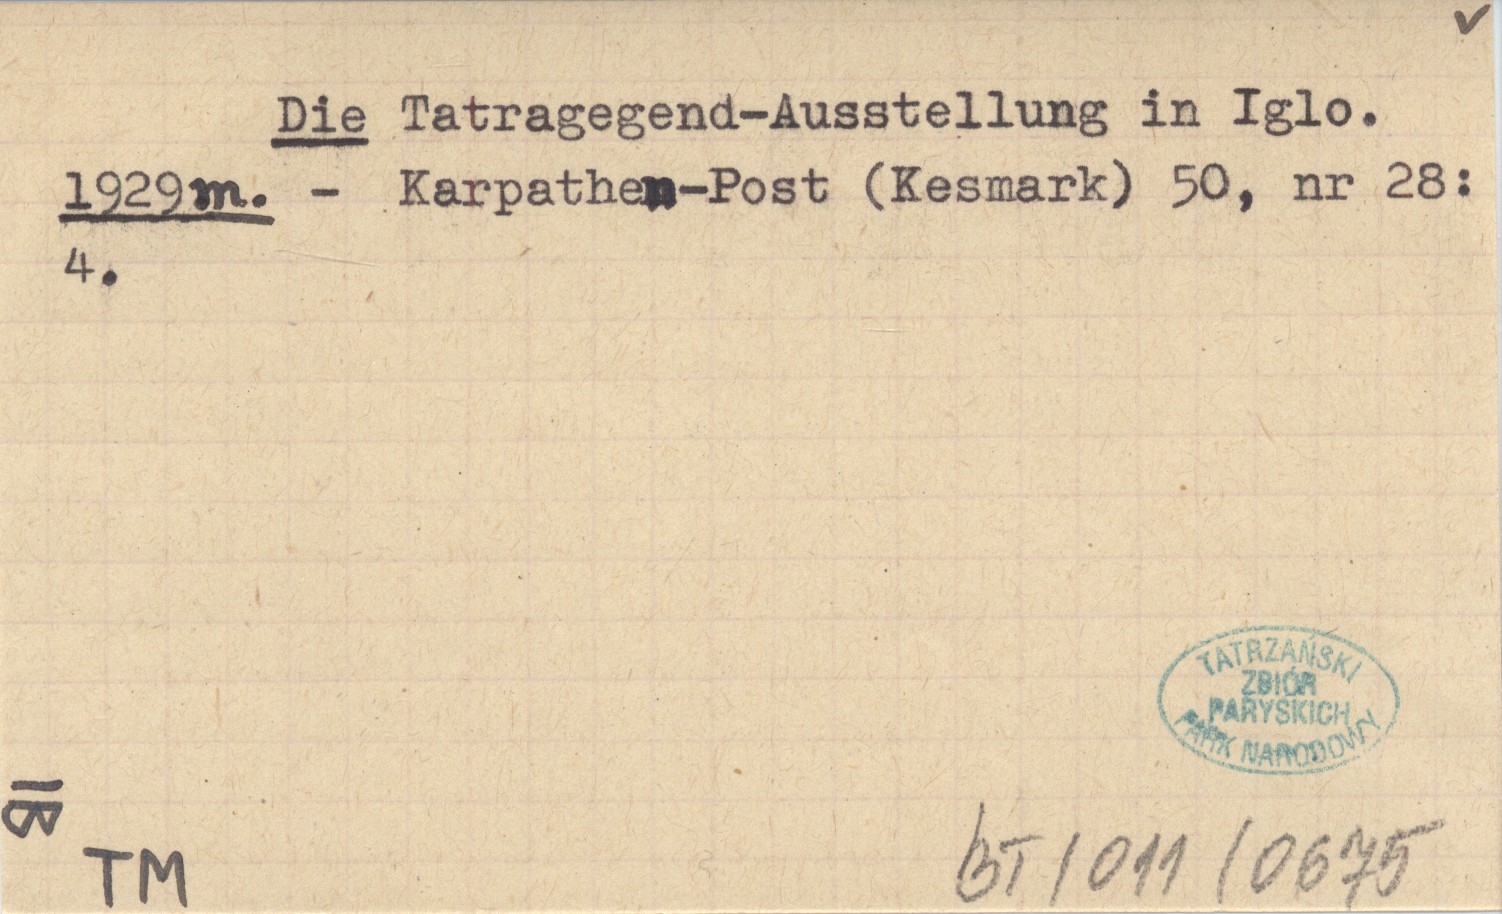 ✓
Die Tatragegend-Ausstellung in Iglo.
1929m. - Karpathen-Post (Kesmark) 50, nr 28:
4.
TATRZAŃSKI
ZBIÓR
PARYSKICH
PARK NARODOWY
IB
TM
BT/011/0675